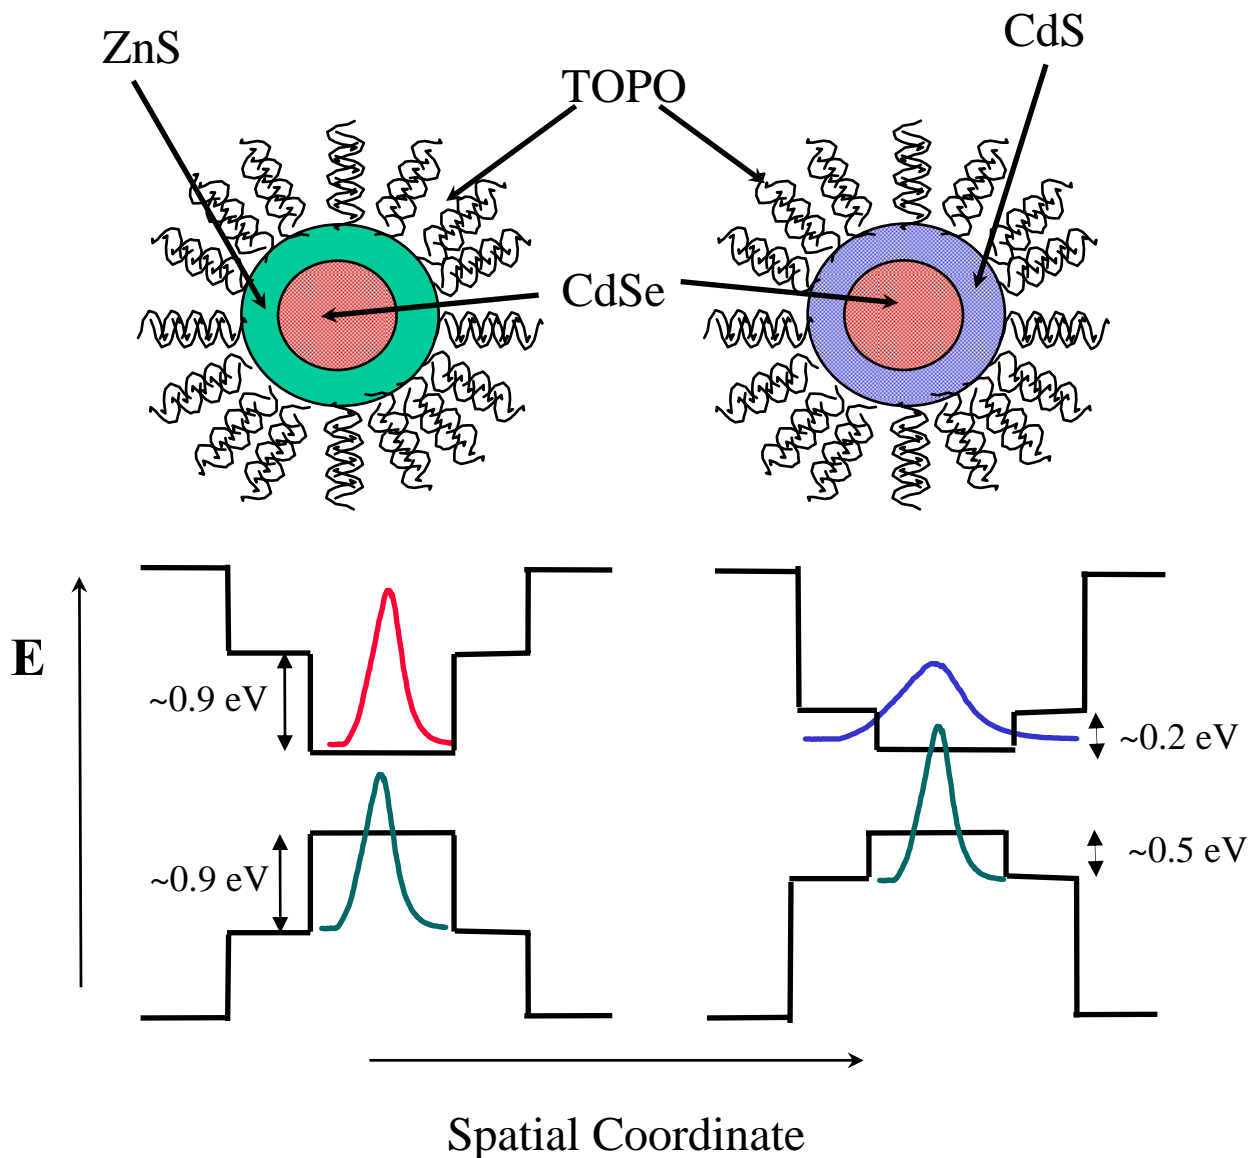 ZnS
CdS
TOPO
CdSe
E
~0.9 eV
~0.2 eV
~0.9 eV
~0.5 eV
Spatial Coordinate